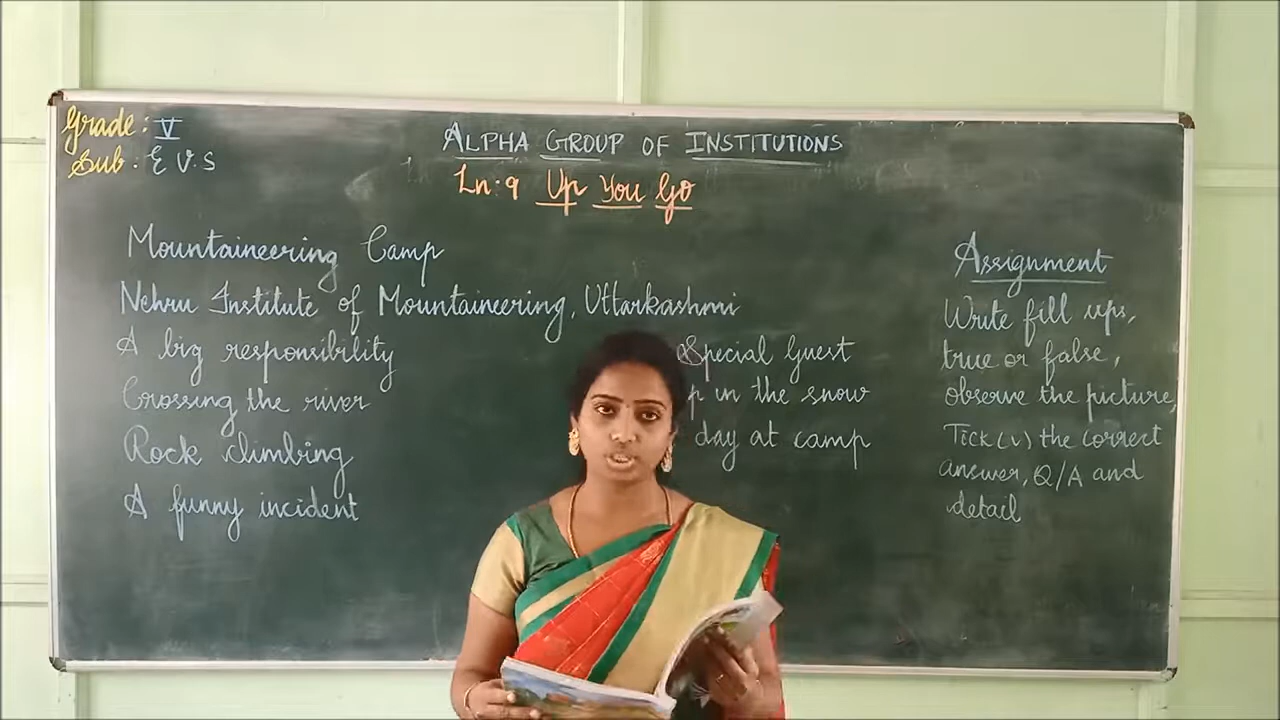 Grade: V
Sub: E V.S
ALPHA GROUP OF INSTITUTIONS
Ln: 9 Up You Go
Mountaineering Camp
Nehru Institute of Mountaineering, Uttarkashmi
A big responsibility
Crossing the river
Rock climbing
A funny incident
Special Guest
p in the snow
day at camp
Assignment
Write fill ups,
true or false,
observe the picture,
Tick(✓) the correct
answer, Q/A and
detail